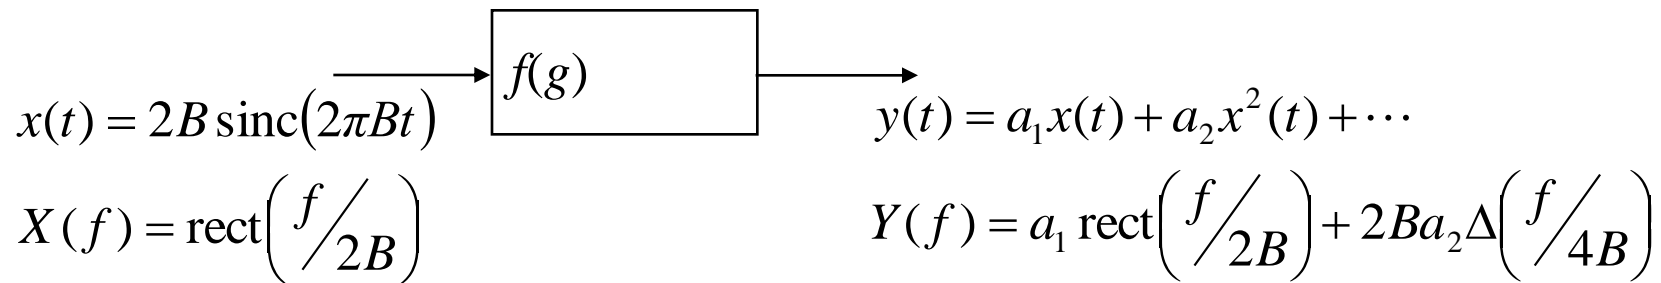 f(g)
x(t) = 2B sinc(2πBt)
y(t) = a₁x(t) + a₂x²(t) + ⋯
X(f) = rect(f/2B)
Y(f) = a₁ rect(f/2B) + 2Ba₂Δ(f/4B)